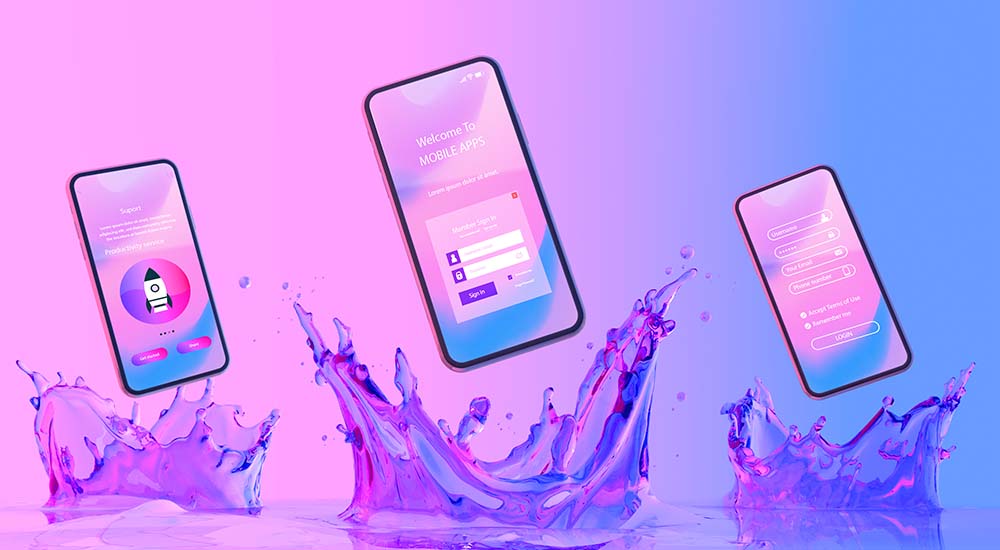 Suport
Productivity service
Get started
Share
Welcome To
MOBILE APPS
Lorem ipsum dolor sit amet,
Member Sign In
Sign In
Username
******
Your Email
Phone number
Accept Terms of Use
Remember me
LOGIN